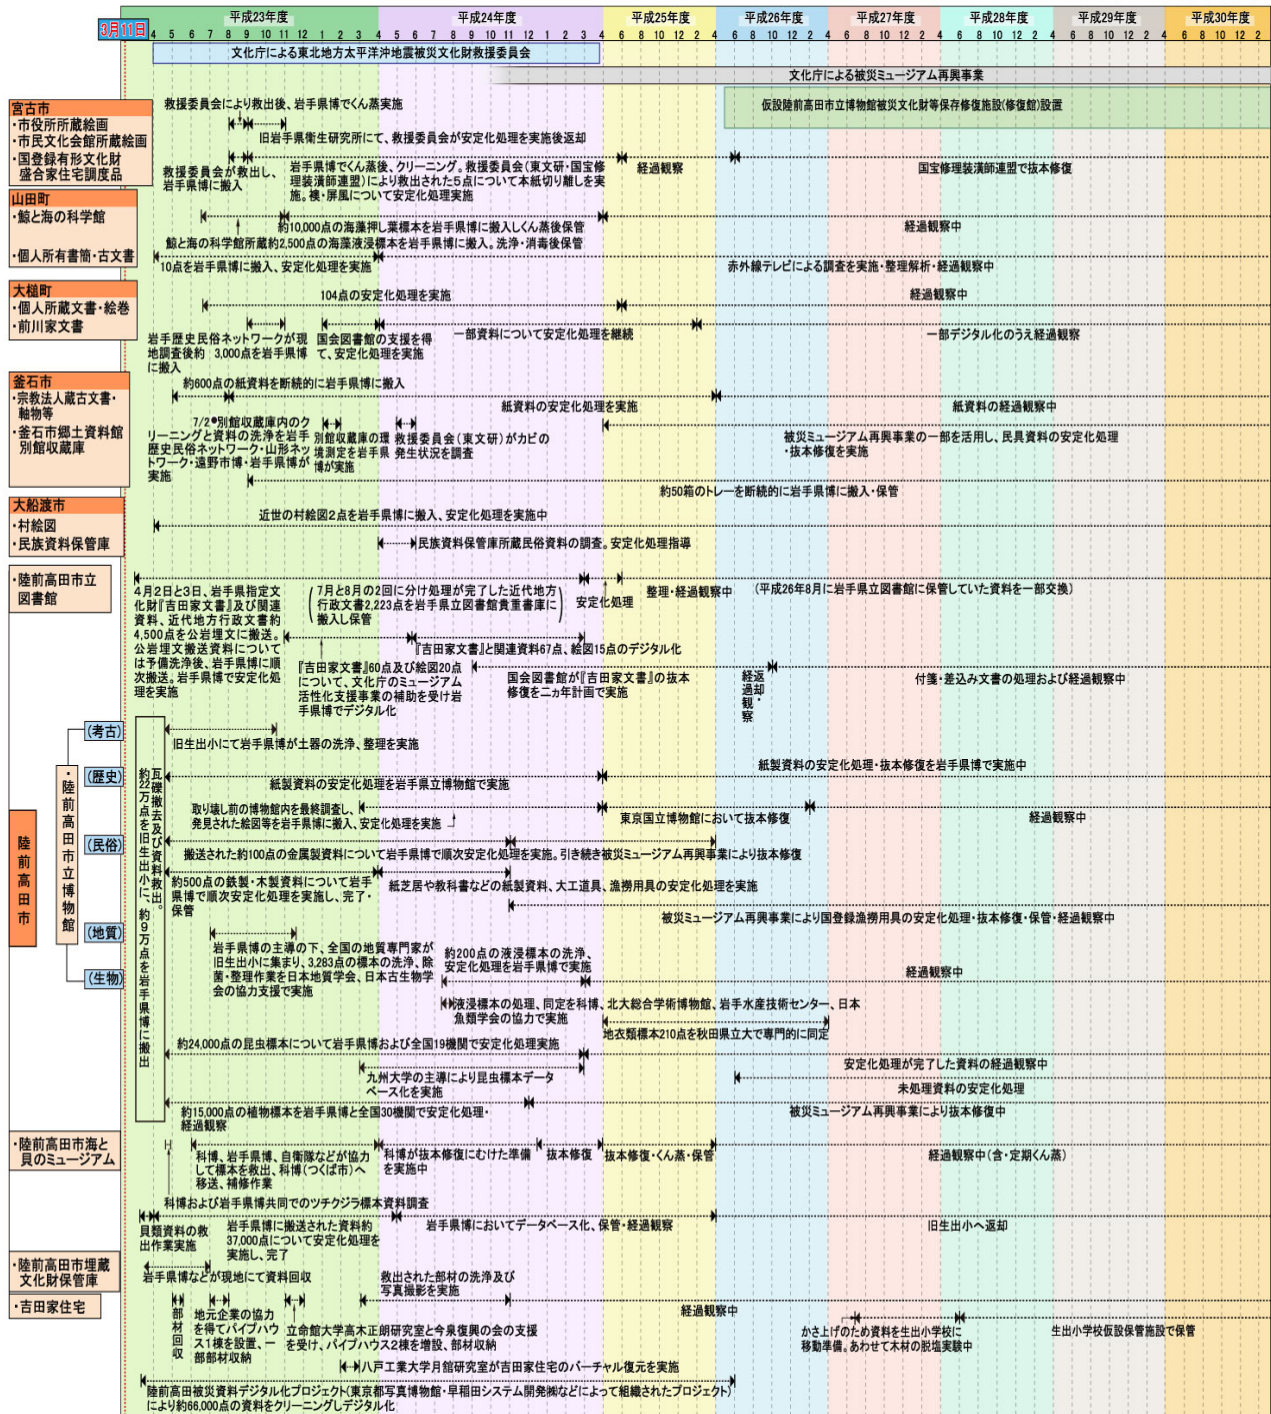 平成23年度
平成24年度
平成25年度
平成26年度
平成27年度
平成28年度
平成29年度
平成30年度
3月11日
4 5 6 7 8 9 10 11 12 1 2 3 4 5 6 7 8 9 10 11 12 1 2 3 4 6 8 10 12 2 4 6 8 10 12 2 4 6 8 10 12 2 4 6 8 10 12 2 4 6 8 10 12 2 4 6 8 10 12 2
文化庁による東北地方太平洋沖地震被災文化財救援委員会
文化庁による被災ミュージアム再興事業
仮設陸前高田市立博物館被災文化財等保存修復施設(修復館)設置
宮古市
・市役所所蔵絵画
・市民文化会館所蔵絵画
・国登録有形文化財
盛合家住宅調度品
救援委員会により救出後、岩手県博でくん蒸実施
旧岩手県衛生研究所にて、救援委員会が安定化処理を実施後返却
救援委員会が救出し、
岩手県博に搬入
岩手県博でくん蒸後、クリーニング。救援委員会(東文研・国宝修
理装潢師連盟)により救出された5点について本紙切り離しを実
施。襖・屏風について安定化処理実施
経過観察
国宝修理装潢師連盟で抜本修復
山田町
・鯨と海の科学館
・個人所有書簡・古文書
約10,000点の海藻押し葉標本を岩手県博に搬入しくん蒸後保管
経過観察中
鯨と海の科学館所蔵約2,500点の海藻液浸標本を岩手県博に搬入。洗浄・消毒後保管
10点を岩手県博に搬入、安定化処理を実施
赤外線テレビによる調査を実施・整理解析・経過観察中
大槌町
・個人所蔵文書・絵巻
・前川家文書
104点の安定化処理を実施
経過観察中
岩手歴史民俗ネットワークが現
地調査後約 3,000点を岩手県博
に搬入
国会図書館の支援を得
て、安定化処理を実施
一部資料について安定化処理を継続
一部デジタル化のうえ経過観察
釜石市
・宗教法人蔵古文書・
軸物等
・釜石市郷土資料館
別館収蔵庫
約600点の紙資料を断続的に岩手県博に搬入
紙資料の安定化処理を実施
紙資料の経過観察中
7/2●別館収蔵庫内のク
リーニングと資料の洗浄を岩手
歴史民俗ネットワーク・山形ネッ
トワーク・遠野市博・岩手県博が
実施
別館収蔵庫の環
境測定を岩手県
博が実施
救援委員会(東文研)がカビの
発生状況を調査
被災ミュージアム再興事業の一部を活用し、民具資料の安定化処理
・抜本修復を実施
約50箱のトレーを断続的に岩手県博に搬入・保管
大船渡市
・村絵図
・民族資料保管庫
近世の村絵図2点を岩手県博に搬入、安定化処理を実施中
民族資料保管庫所蔵民俗資料の調査。安定化処理指導
・陸前高田市立
図書館
4月2日と3日、岩手県指定文
化財『吉田家文書』及び関連
資料、近代地方行政文書約
4,500点を公岩埋文に搬送。
公岩埋文搬送資料について
は予備洗浄後、岩手県博に順
次搬送。岩手県博で安定化処
理を実施
7月と8月の2回に分け処理が完了した近代地方
行政文書2,223点を岩手県立図書館貴重書庫に
搬入し保管
安定化処理
整理・経過観察中
(平成26年8月に岩手県立図書館に保管していた資料を一部交換)
『吉田家文書』と関連資料67点、絵図15点のデジタル化
『吉田家文書』60点及び絵図20点
について、文化庁のミュージアム
活性化支援事業の補助を受け岩
手県博でデジタル化
国会図書館が『吉田家文書』の抜本
修復を二ヵ年計画で実施
返却・
経過観察
付箋・差込み文書の処理および経過観察中
陸前高田市
・陸前高田市立博物館
(考古)
(歴史)
(民俗)
(地質)
(生物)
瓦礫撤去及び資料救出。
約22万点を旧生出小に、約9万点を岩手県博に搬出
旧生出小にて岩手県博が土器の洗浄、整理を実施
紙製資料の安定化処理を岩手県立博物館で実施
紙製資料の安定化処理・抜本修復を岩手県博で実施中
取り壊し前の博物館内を最終調査し、
発見された絵図等を岩手県博に搬入、安定化処理を実施
東京国立博物館において抜本修復
経過観察中
搬送された約100点の金属製資料について岩手県博で順次安定化処理を実施。引き続き被災ミュージアム再興事業により抜本修復
約500点の鉄製・木製資料について岩手
県博で順次安定化処理を実施し、完了・
保管
紙芝居や教科書などの紙製資料、大工道具、漁撈用具の安定化処理を実施
被災ミュージアム再興事業により国登録漁撈用具の安定化処理・抜本修復・保管・経過観察中
岩手県博の主導の下、全国の地質専門家が
旧生出小に集まり、3,283点の標本の洗浄、除
菌・整理作業を日本地質学会、日本古生物学
会の協力支援で実施
約200点の液浸標本の洗浄、
安定化処理を岩手県博で実施
経過観察中
液浸標本の処理、同定を科博、北大総合学術博物館、岩手水産技術センター、日本
魚類学会の協力で実施
地衣類標本210点を秋田県立大で専門的に同定
約24,000点の昆虫標本について岩手県博および全国19機関で安定化処理実施
安定化処理が完了した資料の経過観察中
九州大学の主導により昆虫標本データ
ベース化を実施
未処理資料の安定化処理
約15,000点の植物標本を岩手県博と全国30機関で安定化処理・
経過観察
被災ミュージアム再興事業により抜本修復中
・陸前高田市海と
貝のミュージアム
科博、岩手県博、自衛隊などが協力
して標本を救出、科博(つくば市)へ
移送、補修作業
科博が抜本修復にむけた準備
を実施中
抜本修復
抜本修復・くん蒸・保管
経過観察中(含・定期くん蒸)
科博および岩手県博共同でのツチクジラ標本資料調査
貝類資料の救
出作業実施
岩手県博に搬送された資料約
37,000点について安定化処理を
実施し、完了
岩手県博においてデータベース化、保管・経過観察
旧生出小へ返却
・陸前高田市埋蔵
文化財保管庫
岩手県博などが現地にて資料回収
・吉田家住宅
救出された部材の洗浄及び
写真撮影を実施
経過観察中
部材回収
地元企業の協力
を得てパイプハウ
ス1棟を設置、一
部部材収納
立命館大学高木正朗研究室と今泉復興の会の支援
を受け、パイプハウス2棟を増設、部材収納
かさ上げのため資料を生出小学校に
移動準備。あわせて木材の脱塩実験中
生出小学校仮設保管施設で保管
八戸工業大学月舘研究室が吉田家住宅のバーチャル復元を実施
陸前高田被災資料デジタル化プロジェクト(東京都写真博物館・早稲田システム開発㈱などによって組織されたプロジェクト)
により約66,000点の資料をクリーニングしデジタル化